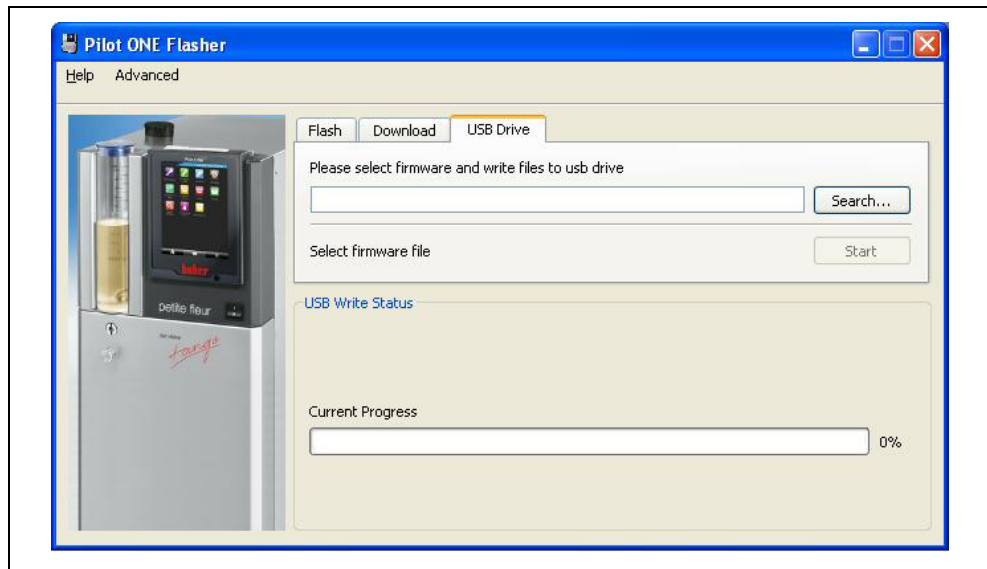 Pilot ONE Flasher
Help Advanced
Flash Download USB Drive
Please select firmware and write files to usb drive
Search...
Select firmware file
Start
huber
petite fleur
tango
USB Write Status
Current Progress
0%